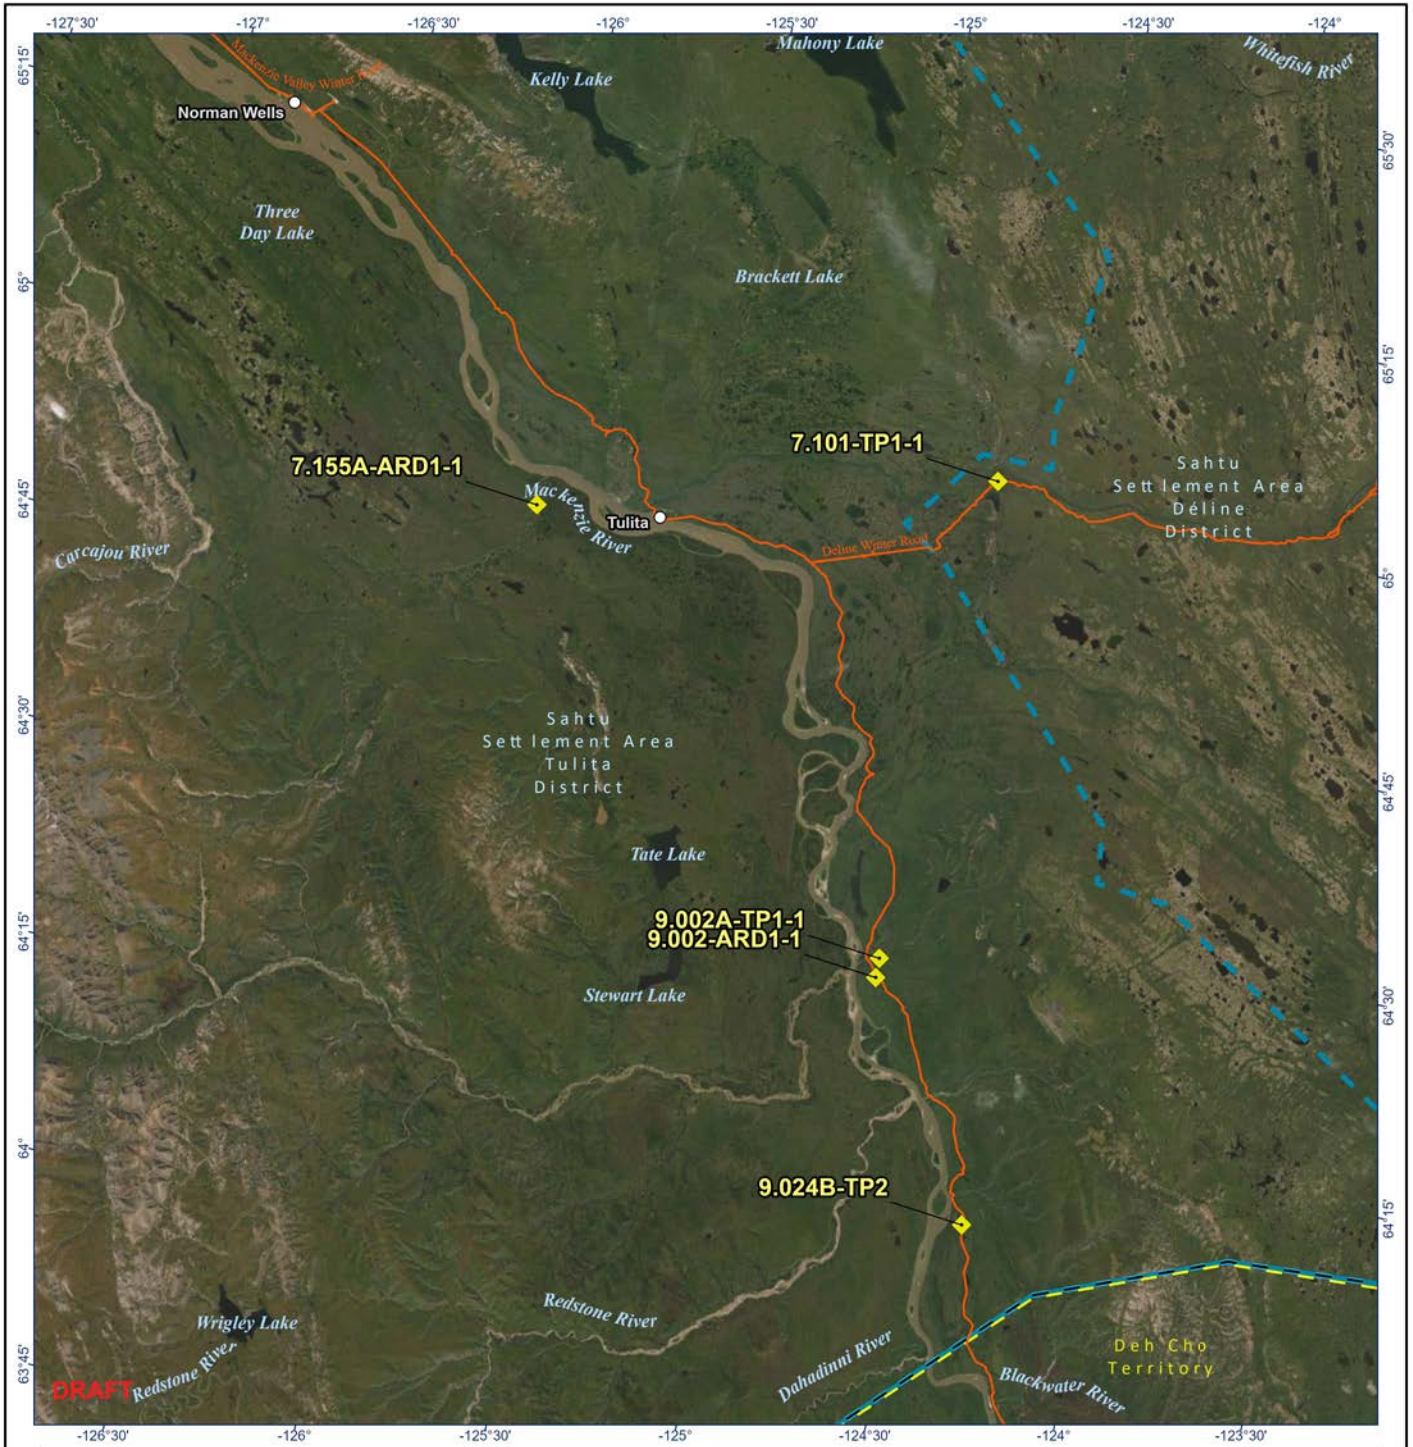 -127°30'
-127°
-126°30'
-126°
-125°30'
-125°
-124°30'
-124°
65°15'
Mackenzie Valley Winter Road
Kelly Lake
Mahony Lake
Whitefish River
Norman Wells
65°30'
Three
Day Lake
65°
Brackett Lake
65°15'
7.101-TP1-1
7.155A-ARD1-1
Sahtu
Settlement Area
Déline
District
64°45'
Mackenzie River
Tulita
Deline Winter Road
Carcajou River
65°
64°30'
Sahtu
Settlement Area
Tulita
District
64°45'
Tate Lake
9.002A-TP1-1
9.002-ARD1-1
64°15'
Stewart Lake
64°30'
64°
9.024B-TP2
64°15'
Redstone River
Wrigley Lake
Dahadinni River
Deh Cho
Territory
63°45'
DRAFT
Redstone River
Blackwater River
-126°30'
-126°
-125°30'
-125°
-124°30'
-124°
-123°30'